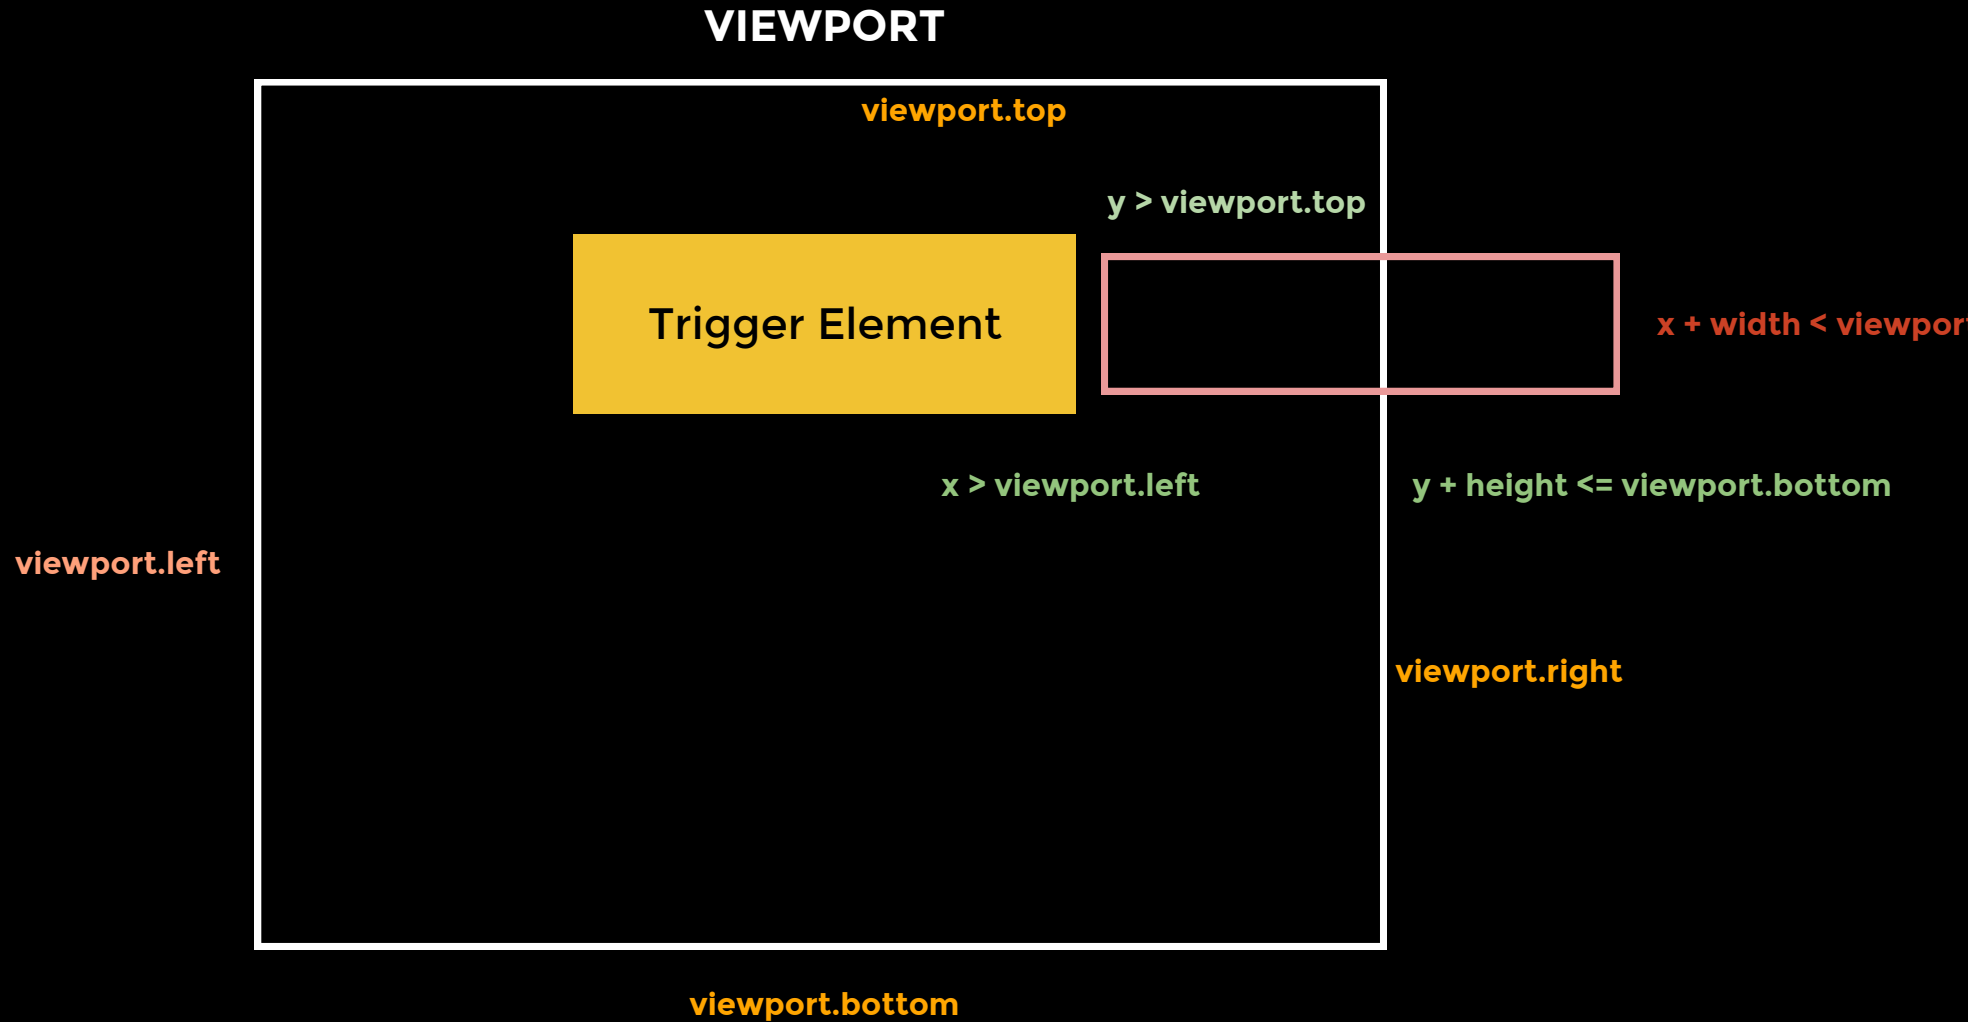 VIEWPORT
viewport.top
y > viewport.top
Trigger Element
x + width < viewport
x > viewport.left
y + height <= viewport.bottom
viewport.left
viewport.right
viewport.bottom